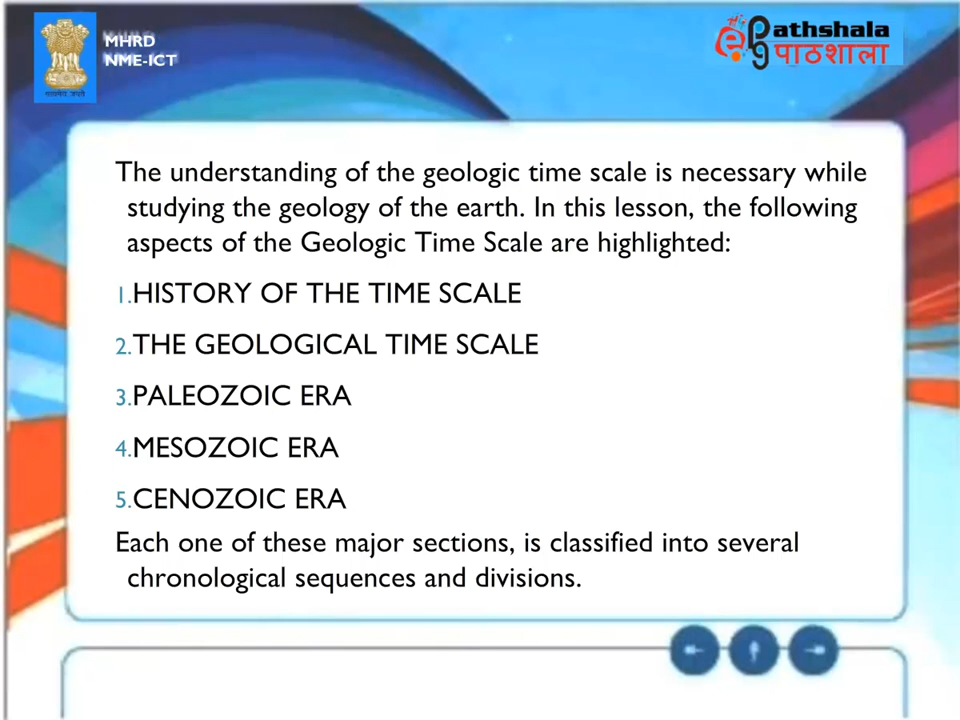 MHRD
NME-ICT
e pg athshala
पाठशाला
The understanding of the geologic time scale is necessary while
studying the geology of the earth. In this lesson, the following
aspects of the Geologic Time Scale are highlighted:
1.HISTORY OF THE TIME SCALE
2.THE GEOLOGICAL TIME SCALE
3.PALEOZOIC ERA
4.MESOZOIC ERA
5.CENOZOIC ERA
Each one of these major sections, is classified into several
chronological sequences and divisions.